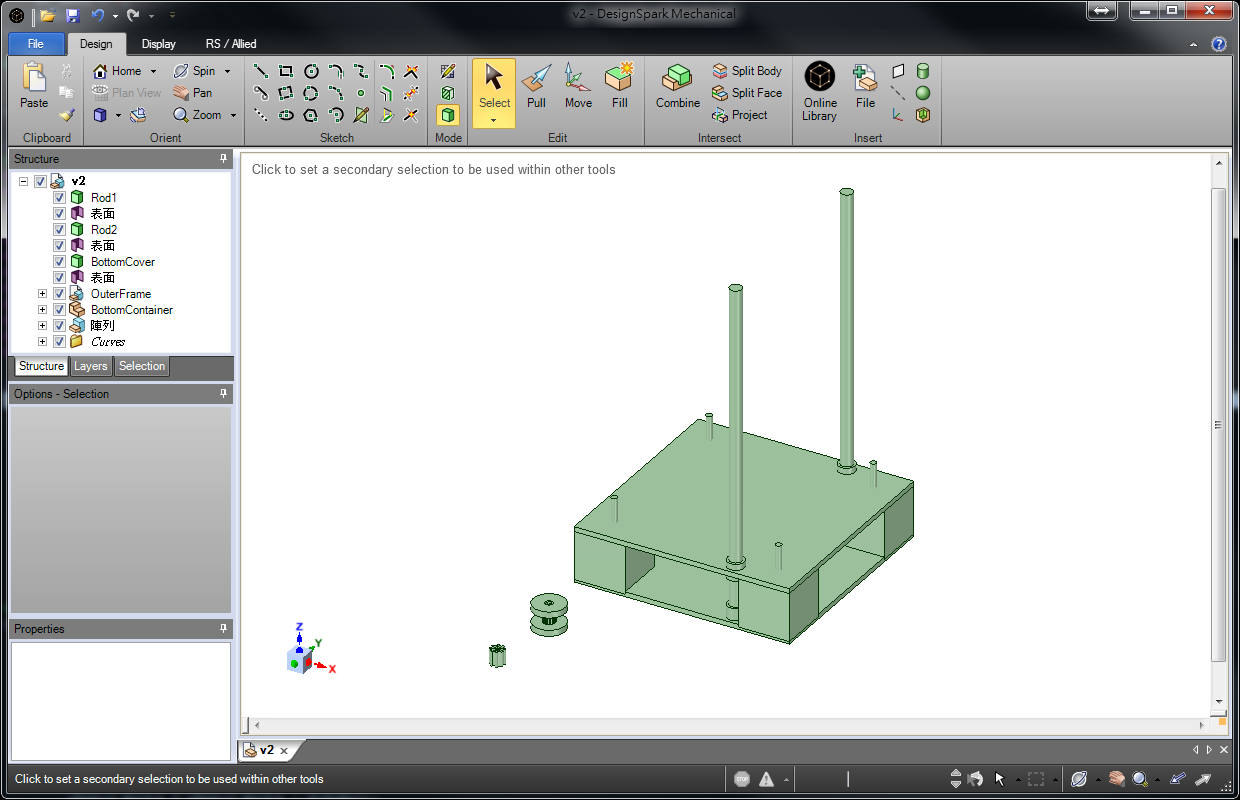 v2 - DesignSpark Mechanical
File Design Display RS / Allied
Paste
Clipboard
Home
Plan View
Spin
Pan
Zoom
Orient
Sketch
Mode
Select
Pull
Move
Fill
Edit
Combine
Split Body
Split Face
Project
Intersect
Online Library
File
Insert
Structure
v2
Rod1
表面
Rod2
表面
BottomCover
表面
OuterFrame
BottomContainer
陣列
Curves
Structure Layers Selection
Options - Selection
Properties
Click to set a secondary selection to be used within other tools
Z
Y
X
v2
Click to set a secondary selection to be used within other tools
STOP